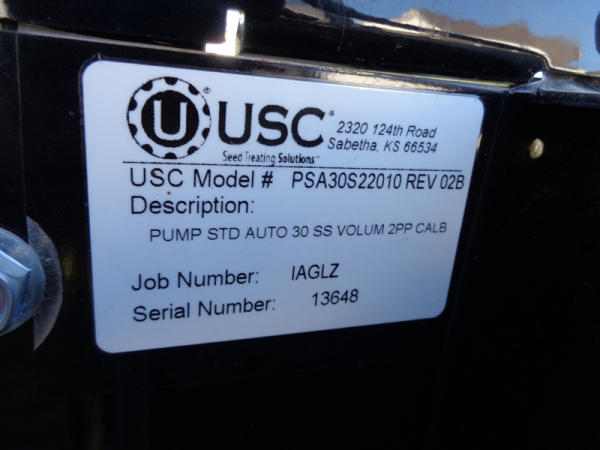 U USC®
2320 124th Road
Sabetha, KS 66534
Seed Treating Solutions™
USC Model # PSA30S22010 REV 02B
Description:
PUMP STD AUTO 30 SS VOLUM 2PP CALB
Job Number: IAGLZ
Serial Number: 13648